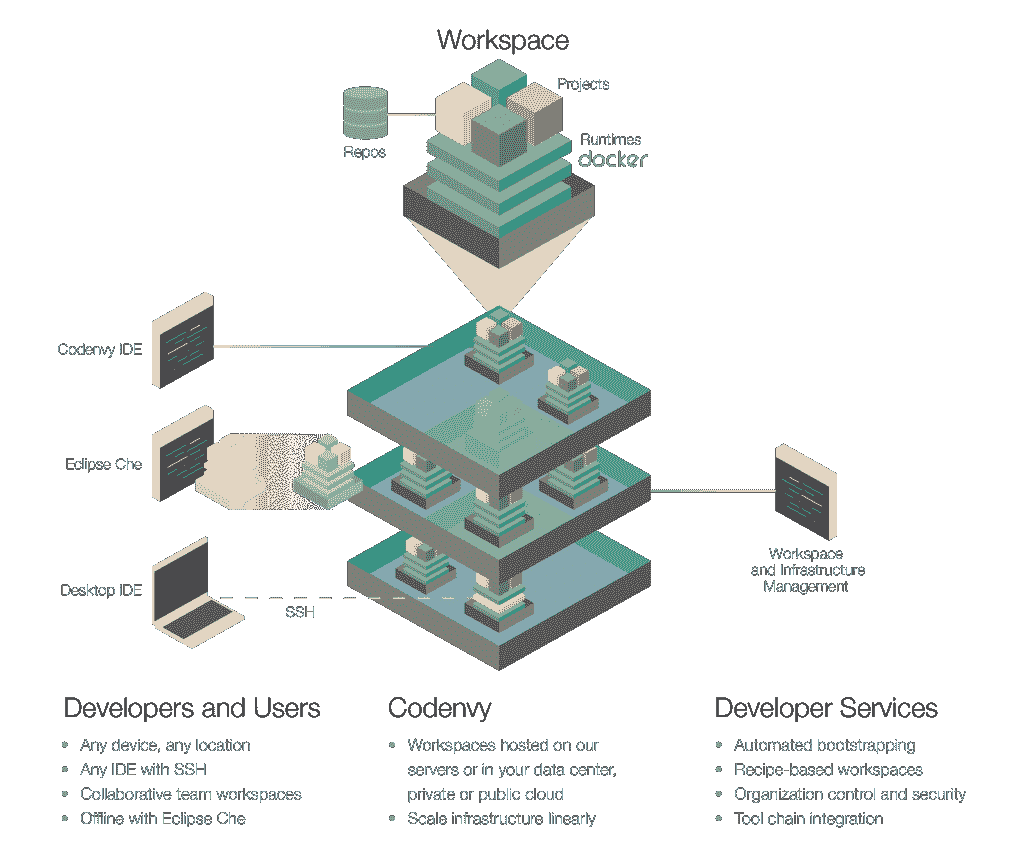 Workspace
Projects
Repos
Runtimes
docker
Codenvy IDE
Eclipse Che
Desktop IDE
SSH
Workspace
and Infrastructure
Management
Developers and Users
• Any device, any location
• Any IDE with SSH
• Collaborative team workspaces
• Offline with Eclipse Che
Codenvy
• Workspaces hosted on our
servers or in your data center,
private or public cloud
• Scale infrastructure linearly
Developer Services
• Automated bootstrapping
• Recipe-based workspaces
• Organization control and security
• Tool chain integration